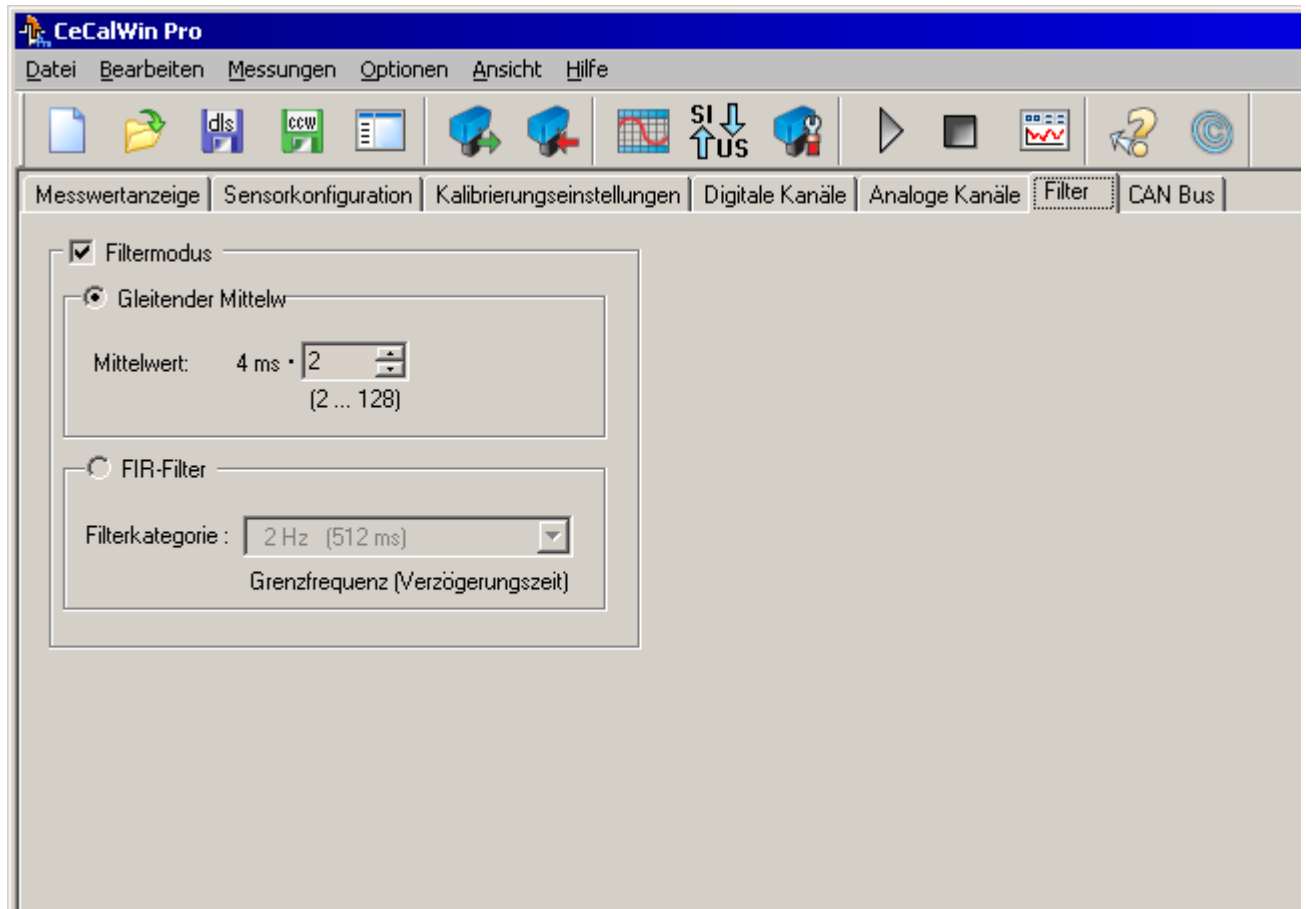 CeCalWin Pro
Datei Bearbeiten Messungen Optionen Ansicht Hilfe
dls ccw SI US ©
Messwertanzeige Sensorkonfiguration Kalibrierungseinstellungen Digitale Kanäle Analoge Kanäle Filter CAN Bus
Filtermodus
Gleitender Mittelw
Mittelwert: 4 ms · 2
(2 ... 128)
FIR-Filter
Filterkategorie : 2 Hz (512 ms)
Grenzfrequenz (Verzögerungszeit)